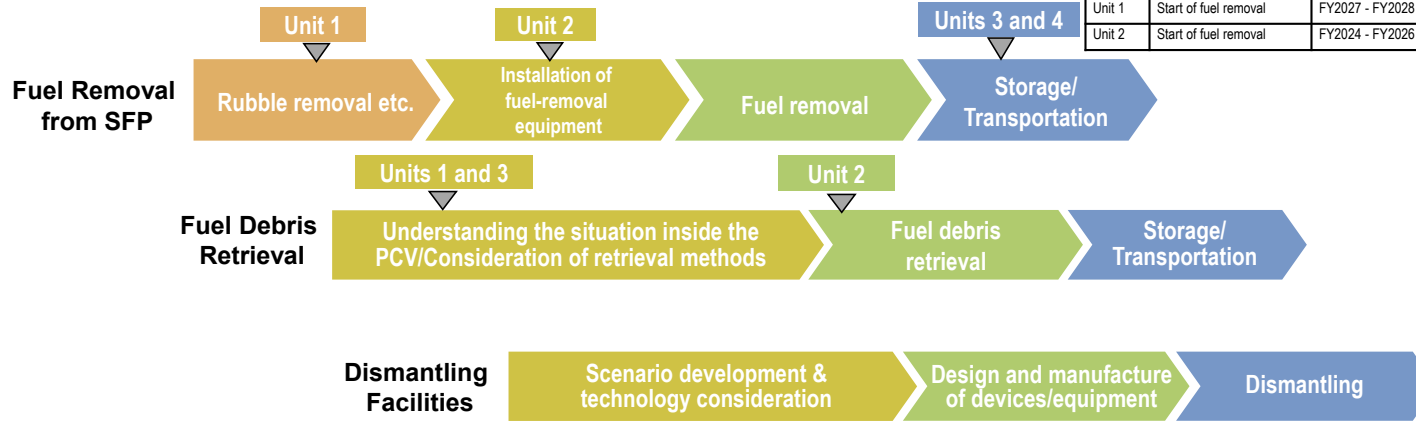 Unit 1 Start of fuel removal FY2027 - FY2028
Unit 2 Start of fuel removal FY2024 - FY2026
Unit 1
Unit 2
Units 3 and 4
Fuel Removal
from SFP
Rubble removal etc.
Installation of
fuel-removal
equipment
Fuel removal
Storage/
Transportation
Units 1 and 3
Unit 2
Fuel Debris
Retrieval
Understanding the situation inside the
PCV/Consideration of retrieval methods
Fuel debris
retrieval
Storage/
Transportation
Dismantling
Facilities
Scenario development &
technology consideration
Design and manufacture
of devices/equipment
Dismantling